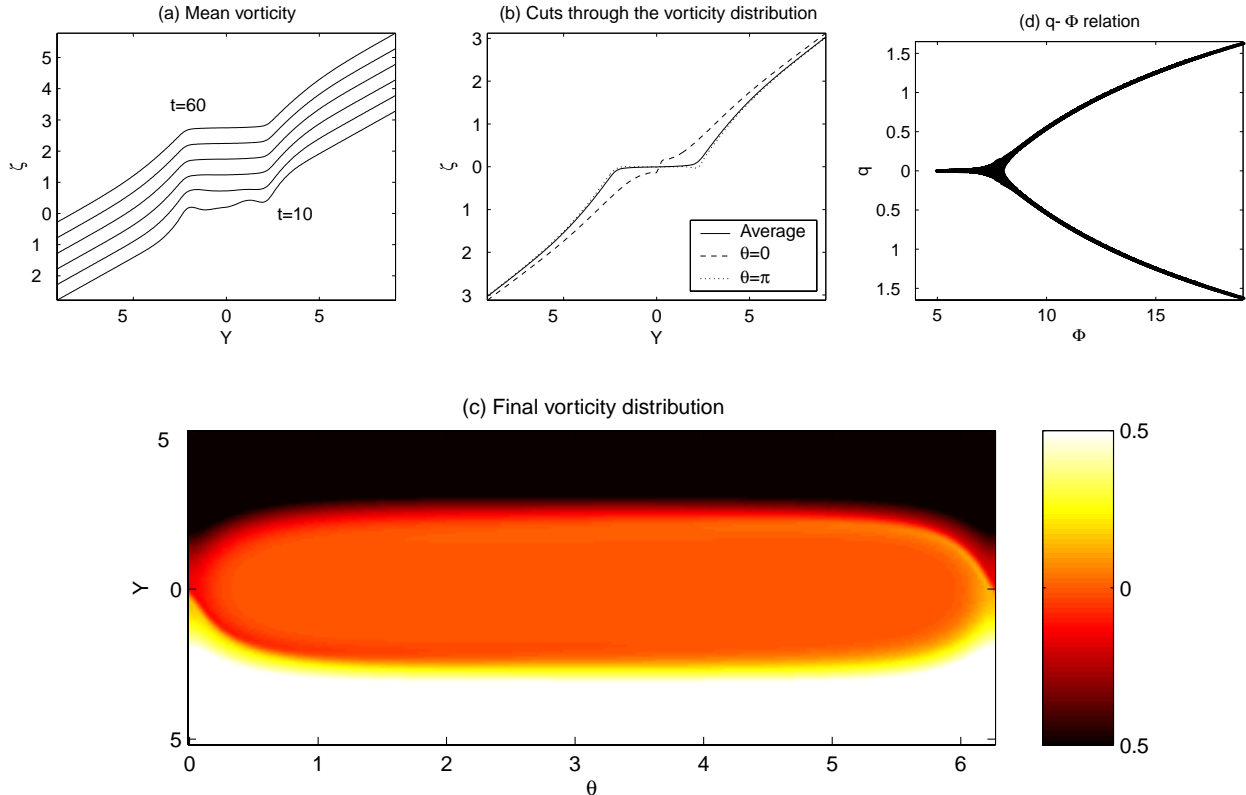 (a) Mean vorticity
5
4
3
2
1
0
1
2
ζ
t=60
t=10
5
0
5
Y
(b) Cuts through the vorticity distribution
3
2
1
0
1
2
3
ζ
Average
θ=0
θ=π
5
0
5
Y
(d) q- Φ relation
1.5
1
0.5
0
0.5
1
1.5
q
5
10
15
Φ
(c) Final vorticity distribution
5
0
5
Y
0
1
2
3
4
5
6
θ
0.5
0
0.5